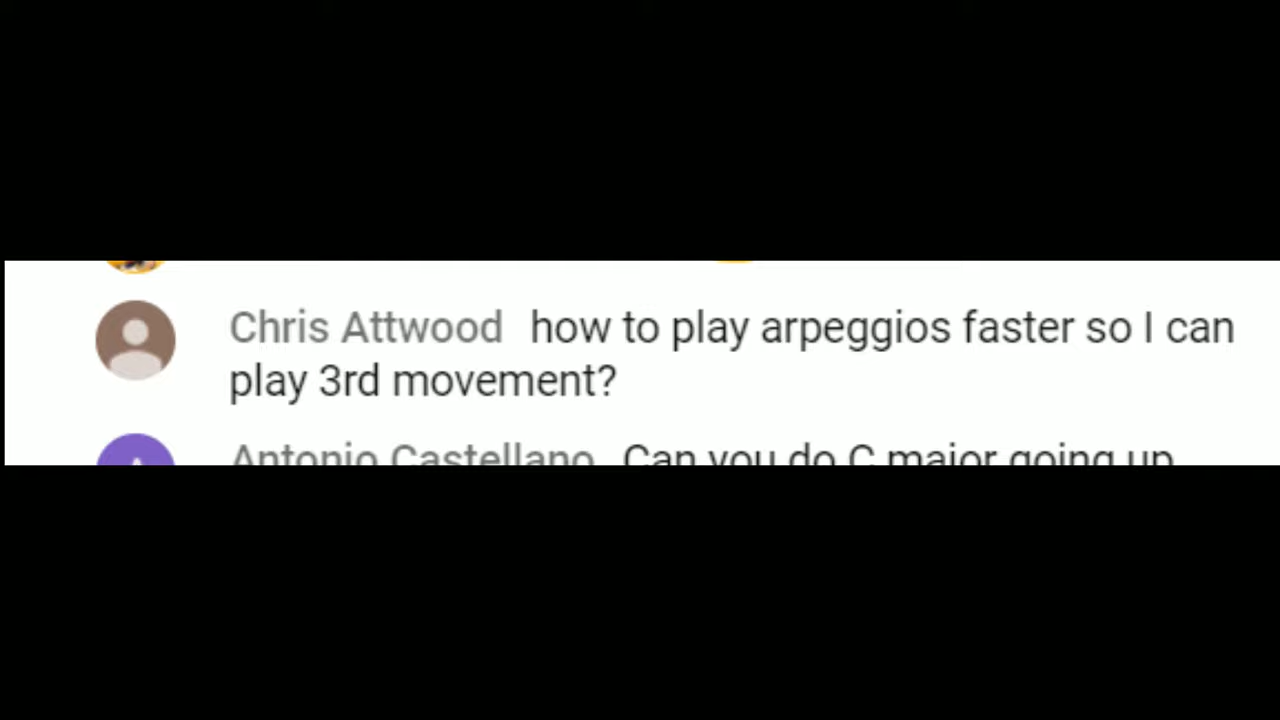 Chris Attwood how to play arpeggios faster so I can
play 3rd movement?
Antonio Castellano Can you do C major going up